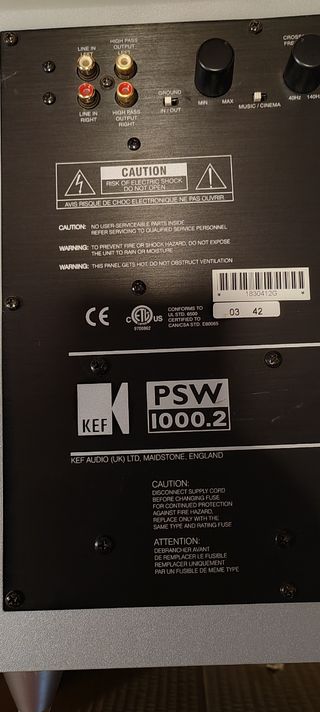 LINE IN
LEFT
HIGH PASS
OUTPUT
LEFT
LINE IN
RIGHT
HIGH PASS
OUTPUT
RIGHT
GROUND
IN / OUT
MIN MAX
MUSIC / CINEMA
40Hz 140H
CAUTION
RISK OF ELECTRIC SHOCK
DO NOT OPEN
AVIS RISQUE DE CHOC ELECTRONIQUE NE PAS OUVRIR
CAUTION: NO USER-SERVICEABLE PARTS INSIDE
REFER SERVICING TO QUALIFIED SERVICE PERSONNEL
WARNING: TO PREVENT FIRE OR SHOCK HAZARD, DO NOT EXPOSE
THE UNIT TO RAIN OR MOISTURE
WARNING: THIS PANEL GETS HOT DO NOT OBSTRUCT VENTILATION
1830412G
03 42
CE
C ETL US
9700902
CONFORMS TO
UL STD. 6500
CERTIFIED TO
CAN/CSA STD. E60065
KEF
PSW
1000.2
KEF AUDIO (UK) LTD, MAIDSTONE, ENGLAND
CAUTION:
DISCONNECT SUPPLY CORD
BEFORE CHANGING FUSE
FOR CONTINUED PROTECTION
AGAINST FIRE HAZARD,
REPLACE ONLY WITH THE
SAME TYPE AND RATING FUSE
ATTENTION:
DEBRANCHER AVANT
DE REMPLACER LE FUSIBLE
REMPLACER UNIQUEMENT
PAR UN FUSIBLE DE MEME TYPE